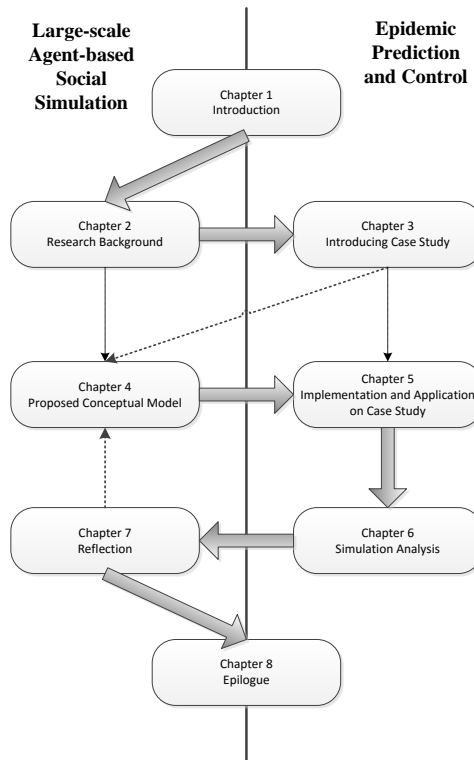 Large-scale
Agent-based
Social
Simulation
Epidemic
Prediction
and Control
Chapter 1
Introduction
Chapter 2
Research Background
Chapter 3
Introducing Case Study
Chapter 4
Proposed Conceptual Model
Chapter 5
Implementation and Application
on Case Study
Chapter 7
Reflection
Chapter 6
Simulation Analysis
Chapter 8
Epilogue